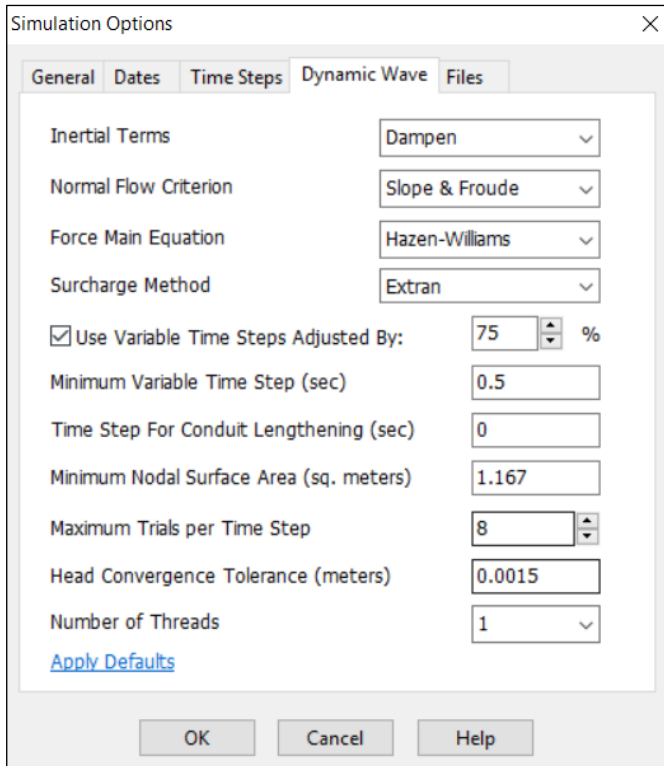 Simulation Options
General Dates Time Steps Dynamic Wave Files
Inertial Terms Dampen
Normal Flow Criterion Slope & Froude
Force Main Equation Hazen-Williams
Surcharge Method Extran
Use Variable Time Steps Adjusted By: 75 %
Minimum Variable Time Step (sec) 0.5
Time Step For Conduit Lengthening (sec) 0
Minimum Nodal Surface Area (sq. meters) 1.167
Maximum Trials per Time Step 8
Head Convergence Tolerance (meters) 0.0015
Number of Threads 1
Apply Defaults
OK Cancel Help